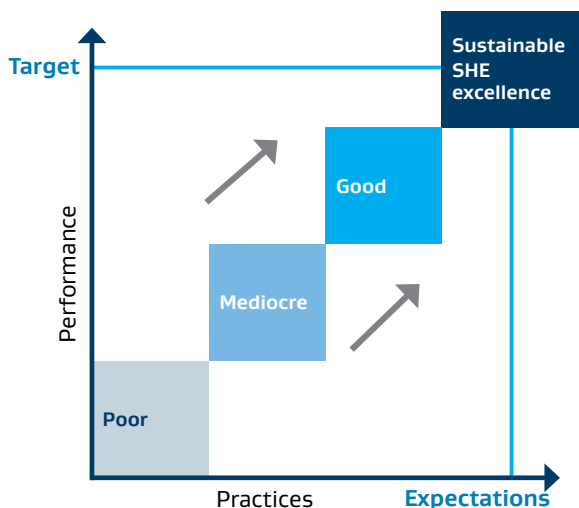 Target
Sustainable
SHE
excellence
Good
Performance
Mediocre
Poor
Practices
Expectations